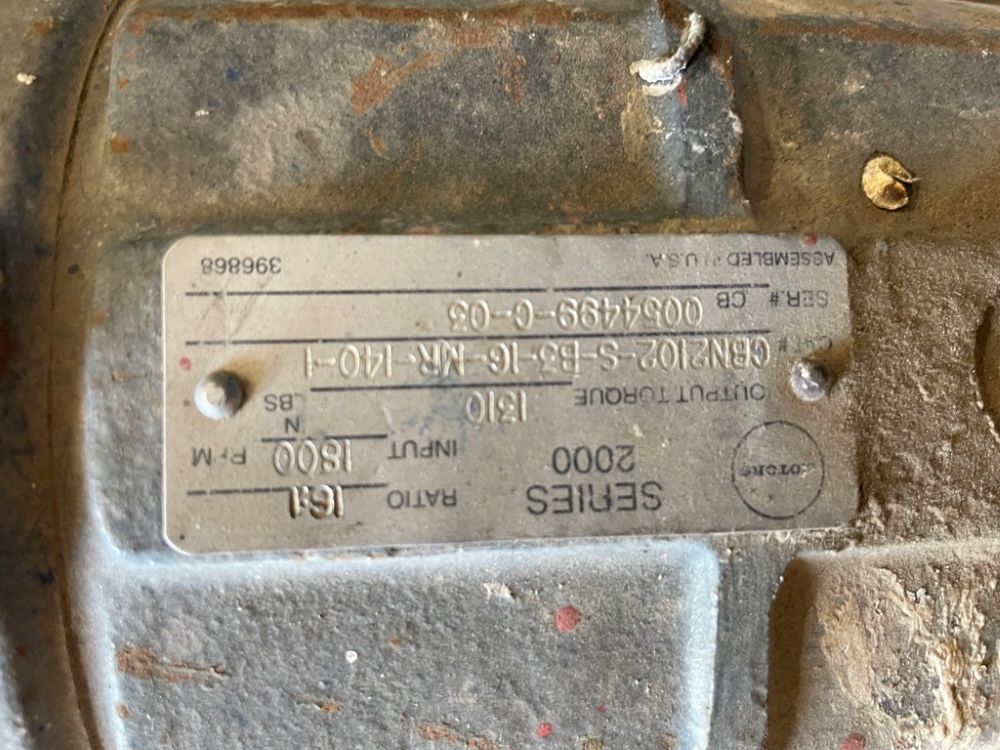 SERIES 2000
RATIO 16:1
INPUT 1800
OUTPUT TORQUE 1310 N LBS
CBN2102-S-B3-16-MR-140-1
SER# CB 0054499-C-03
ASSEMBLED U.S.A. 396868